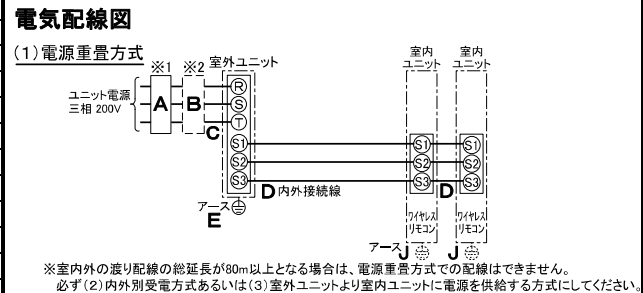 電気配線図
(1)電源重畳方式
※1 ※2 室外ユニット
室内
ユニット
室内
ユニット
ユニット電源
三相 200V
A
B
C
R
S
T
S1
S2
S3
S1
S2
S3
S1
S2
S3
D 内外接続線
D
アース
E
ワイヤレス
リモコン
ワイヤレス
リモコン
アース J
J
※室内外の渡り配線の総延長が80m以上となる場合は、電源重畳方式での配線はできません。
必ず(2)内外別受電方式あるいは(3)室外ユニットより室内ユニットに電源を供給する方式にしてください。